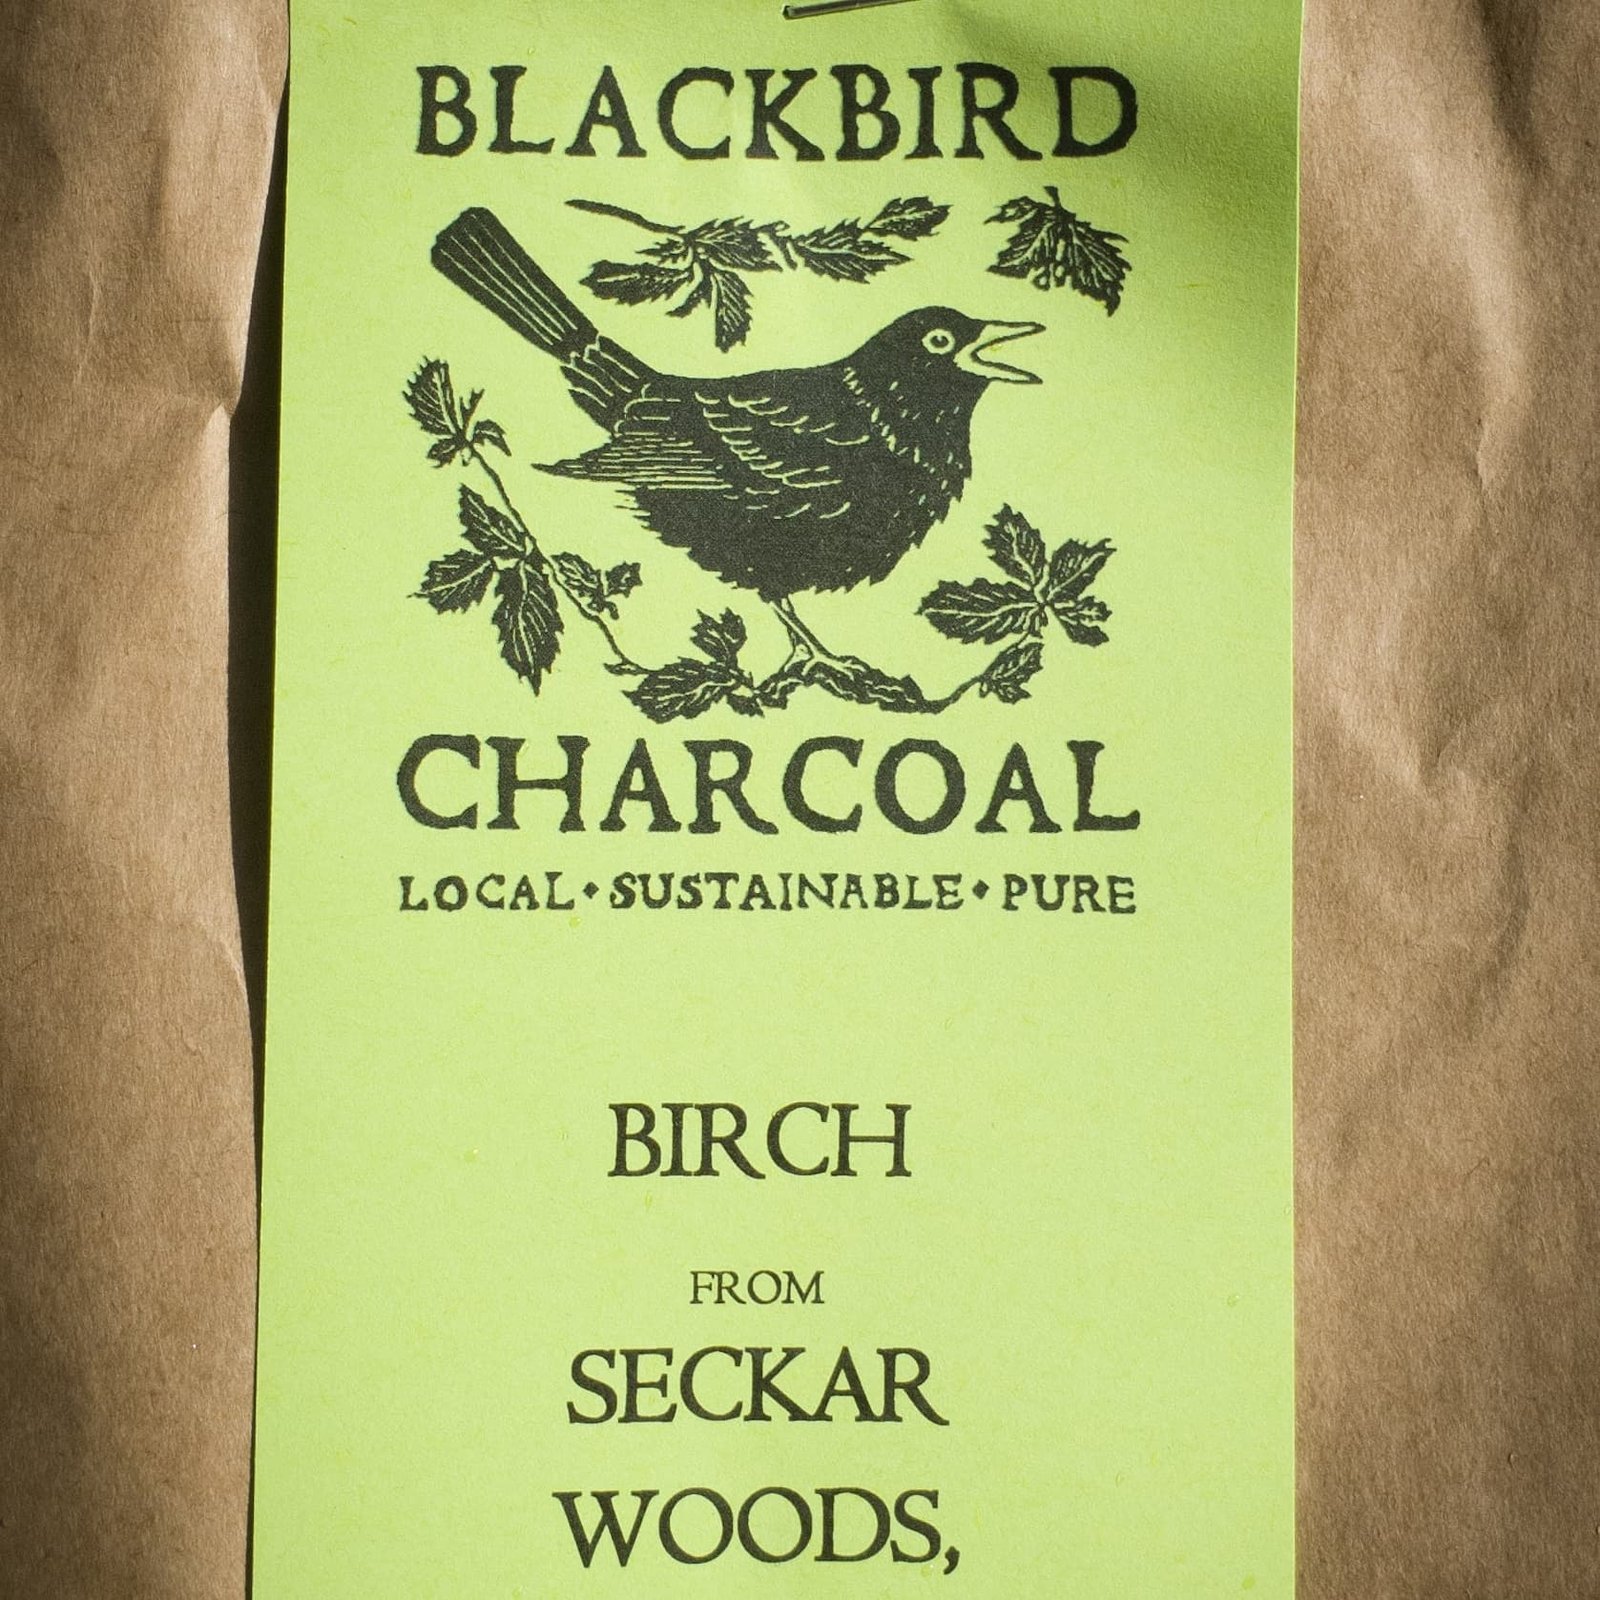 BLACKBIRD
CHARCOAL
LOCAL • SUSTAINABLE • PURE
BIRCH
FROM
SECKAR
WOODS,